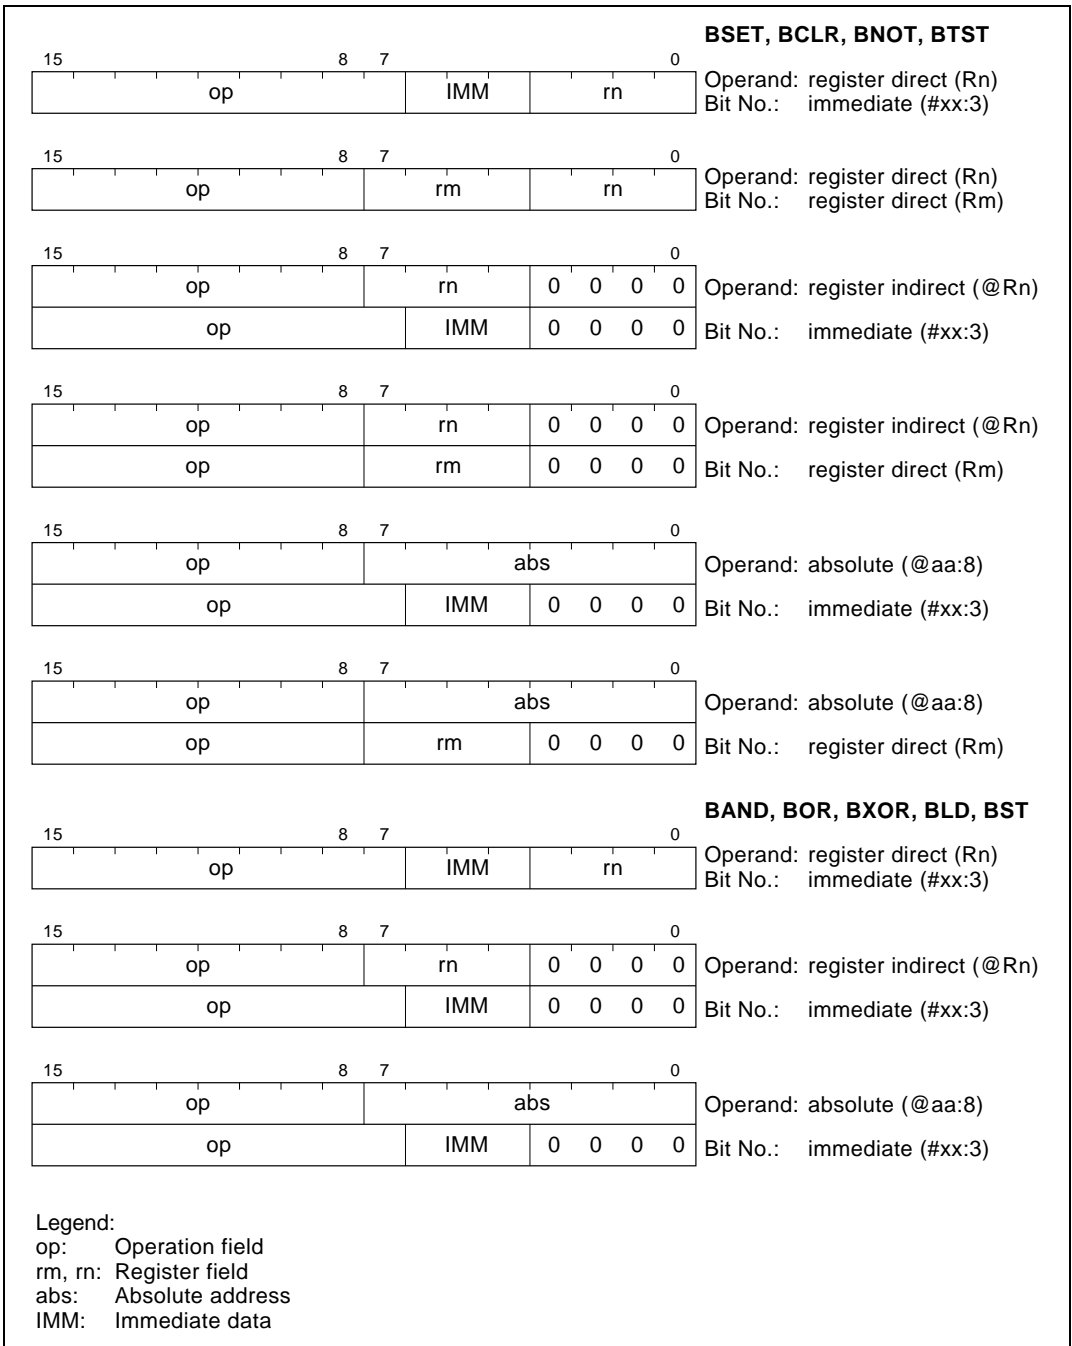 BSET, BCLR, BNOT, BTST
15 8 7 0
op IMM rn
Operand: register direct (Rn)
Bit No.: immediate (#xx:3)
15 8 7 0
op rm rn
Operand: register direct (Rn)
Bit No.: register direct (Rm)
15 8 7 0
op rn 0 0 0 0 Operand: register indirect (@Rn)
op IMM 0 0 0 0 Bit No.: immediate (#xx:3)
15 8 7 0
op rn 0 0 0 0 Operand: register indirect (@Rn)
op rm 0 0 0 0 Bit No.: register direct (Rm)
15 8 7 0
op abs Operand: absolute (@aa:8)
op IMM 0 0 0 0 Bit No.: immediate (#xx:3)
15 8 7 0
op abs Operand: absolute (@aa:8)
op rm 0 0 0 0 Bit No.: register direct (Rm)
BAND, BOR, BXOR, BLD, BST
15 8 7 0
op IMM rn
Operand: register direct (Rn)
Bit No.: immediate (#xx:3)
15 8 7 0
op rn 0 0 0 0 Operand: register indirect (@Rn)
op IMM 0 0 0 0 Bit No.: immediate (#xx:3)
15 8 7 0
op abs Operand: absolute (@aa:8)
op IMM 0 0 0 0 Bit No.: immediate (#xx:3)
Legend:
op: Operation field
rm, rn: Register field
abs: Absolute address
IMM: Immediate data